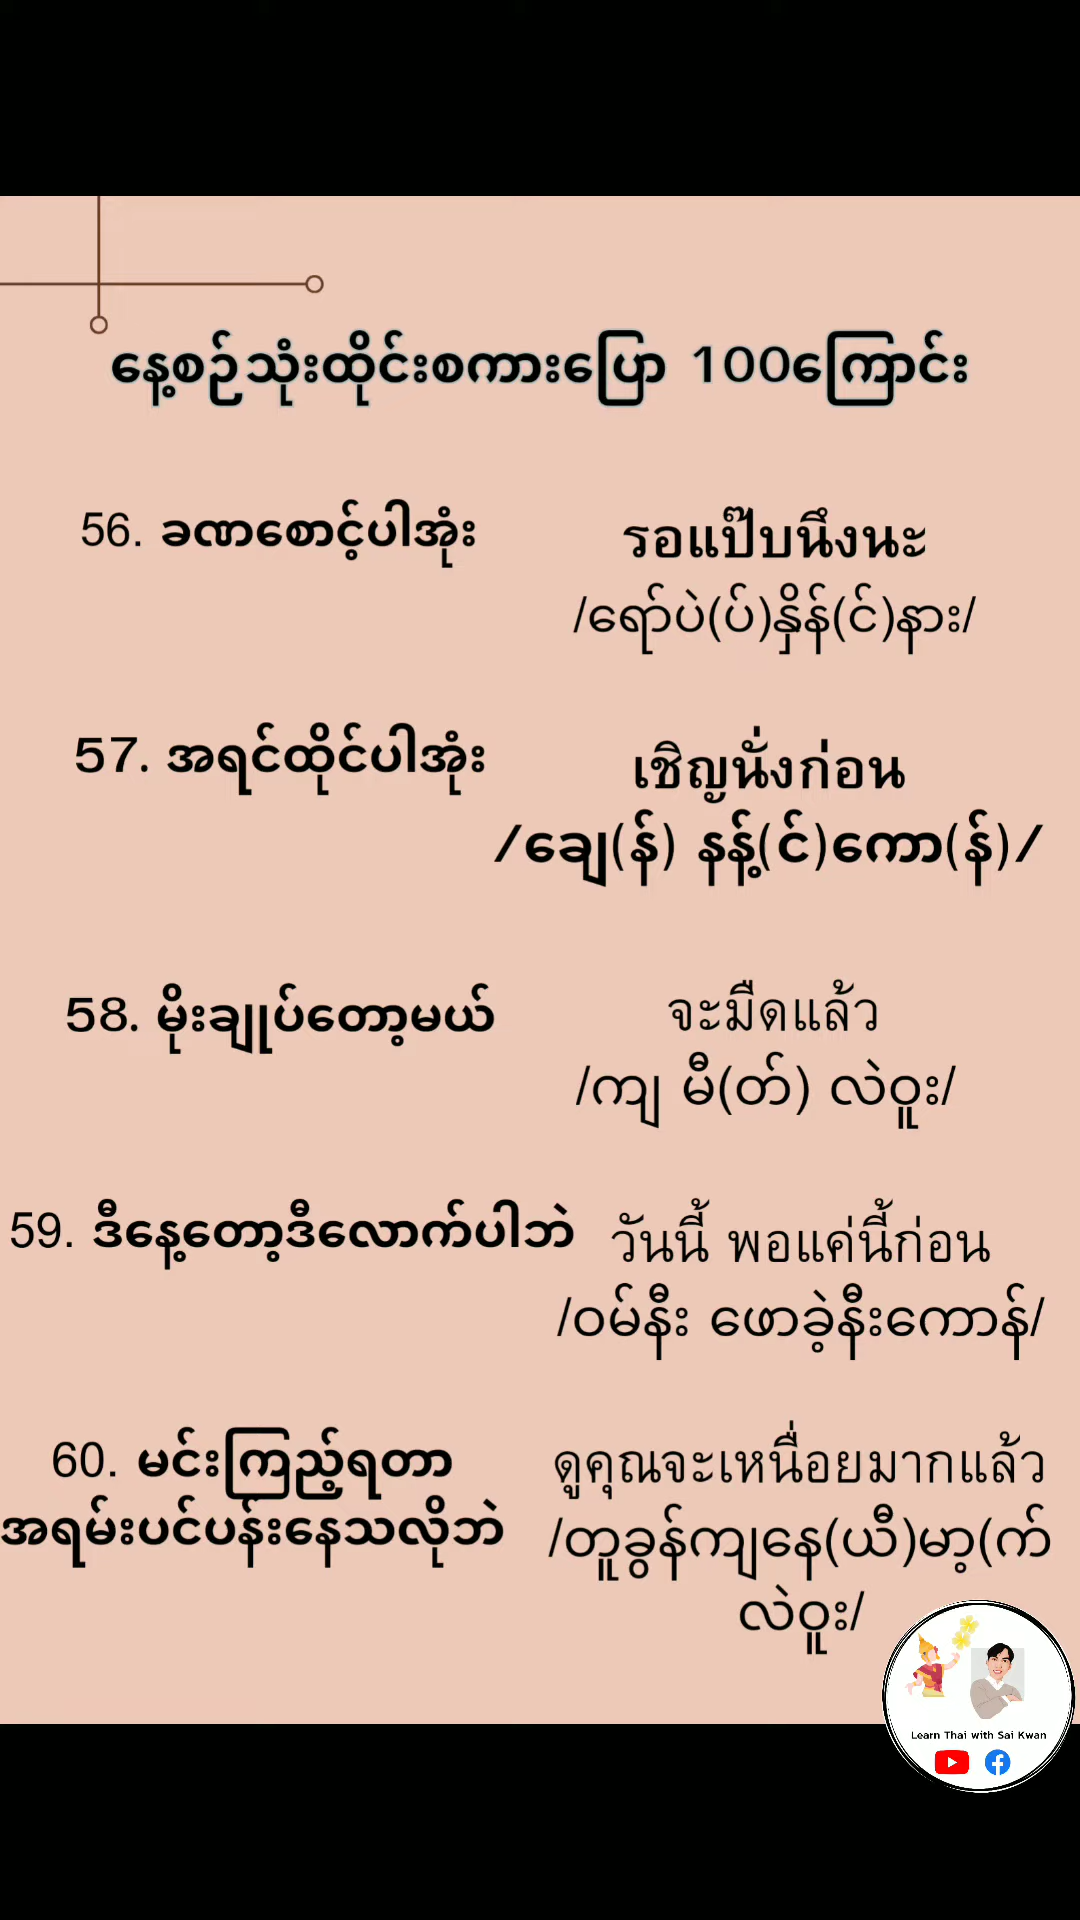 နေ့စဉ်သုံးထိုင်းစကားပြော 100ကြောင်း
56. ခဏစောင့်ပါအုံး
รอแป๊บนึงนะ
/ရော်ပဲ(ပ်)နှိန်(င်)နား/
57. အရင်ထိုင်ပါအုံး
เชิญนั่งก่อน
/ချေ(န်) နန့်(င်)ကော(န်)/
58. မိုးချုပ်တော့မယ်
จะมืดแล้ว
/ကျ မီ(တ်) လဲဝူး/
59. ဒီနေ့တော့ဒီလောက်ပါဘဲ
วันนี้ พอแค่นี้ก่อน
/ဝမ်နီး ဖောခဲ့နီးကောန်/
60. မင်းကြည့်ရတာ
အရမ်းပင်ပန်းနေသလိုဘဲ
ดูคุณจะเหนื่อยมากแล้ว
/တူခွန်ကျနေ(ယီ)မာ့(က်
လဲဝူး/
Learn Thai with Sai Kwan